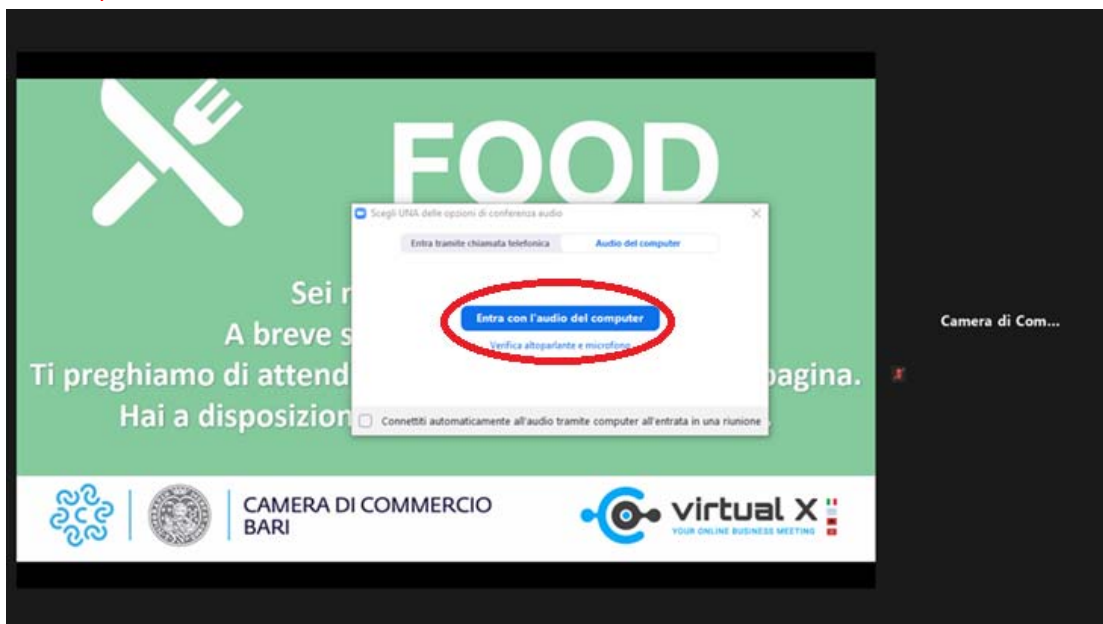 FOOD
Scegli UNA delle opzioni di conferenza audio
Entra tramite chiamata telefonica
Audio del computer
Sei
Entra con l'audio del computer
A breve
Verifica altoparlante e microfono
Camera di Com...
Ti preghiamo di attend
pagina.
Hai a disposizion
Connettiti automaticamente all'audio tramite computer all'entrata in una riunione
CAMERA DI COMMERCIO
BARI
virtual X
YOUR ONLINE BUSINESS MEETING